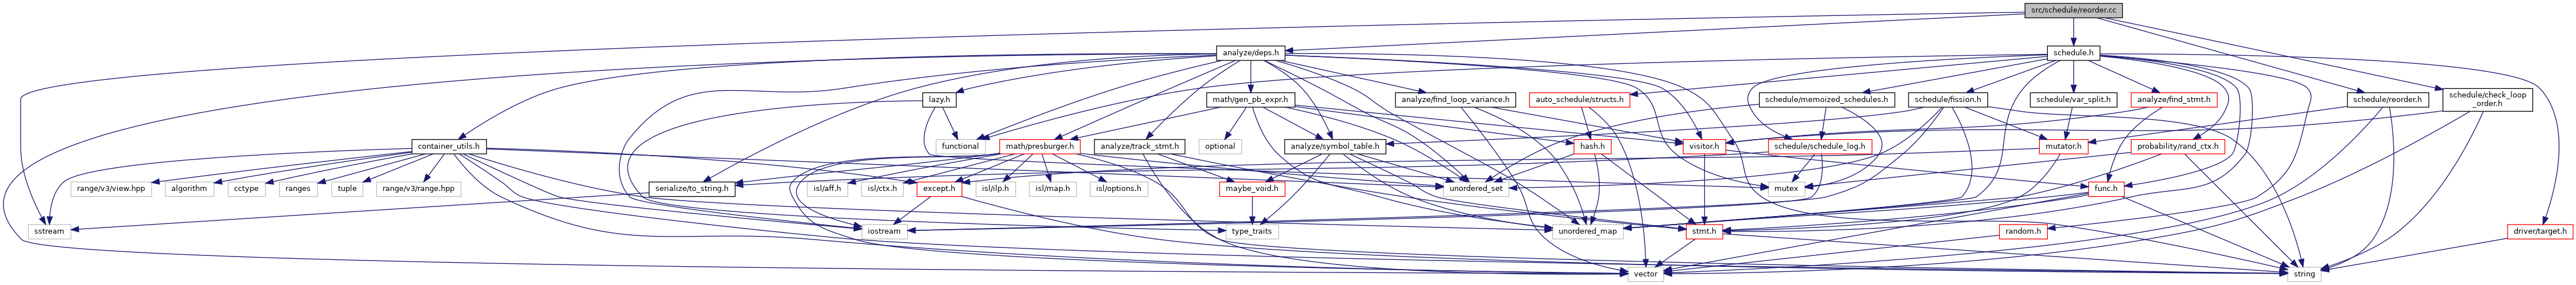 src/schedule/reorder.cc
analyze/deps.h
schedule.h
lazy.h
math/gen_pb_expr.h
analyze/find_loop_variance.h
auto_schedule/structs.h
schedule/memoized_schedules.h
schedule/fission.h
schedule/var_split.h
analyze/find_stmt.h
schedule/reorder.h
schedule/check_loop
_order.h
container_utils.h
functional
math/presburger.h
analyze/track_stmt.h
optional
analyze/symbol_table.h
hash.h
visitor.h
schedule/schedule_log.h
mutator.h
probability/rand_ctx.h
range/v3/view.hpp
algorithm
cctype
ranges
tuple
range/v3/range.hpp
serialize/to_string.h
isl/aff.h
isl/ctx.h
except.h
isl/ilp.h
isl/map.h
isl/options.h
maybe_void.h
unordered_set
mutex
func.h
sstream
iostream
type_traits
unordered_map
stmt.h
random.h
driver/target.h
vector
string